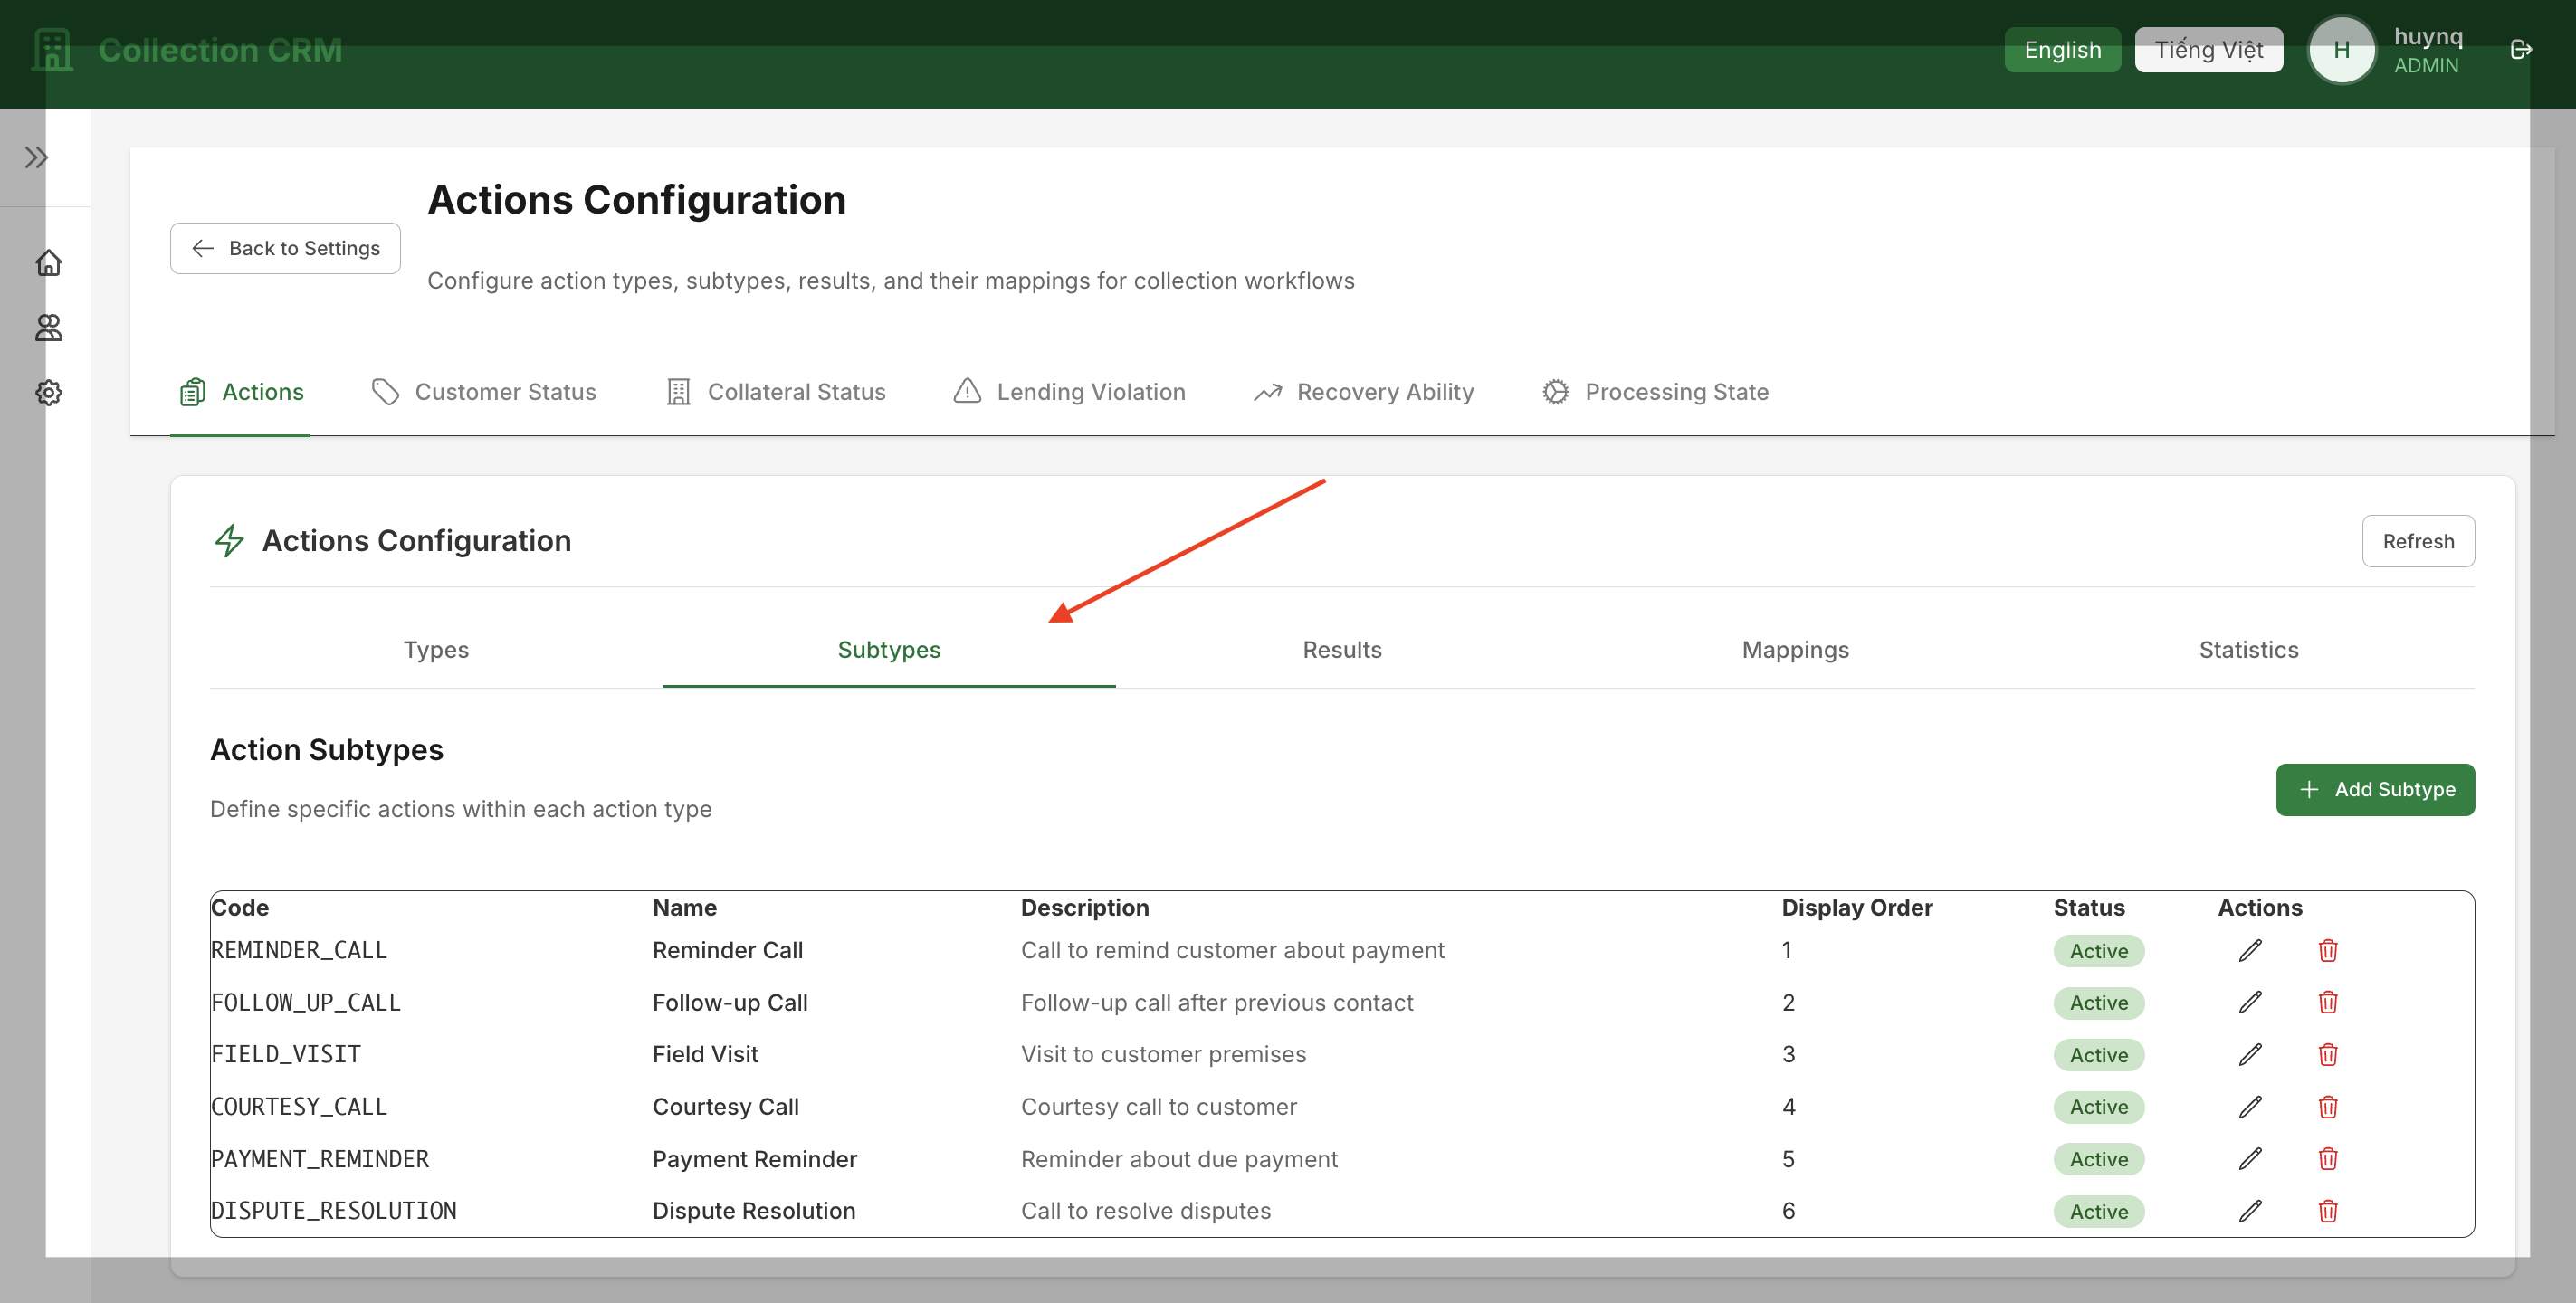 Collection CRM
English
Tiếng Việt
H
huynq
ADMIN
Back to Settings
Actions Configuration
Configure action types, subtypes, results, and their mappings for collection workflows
Actions
Customer Status
Collateral Status
Lending Violation
Recovery Ability
Processing State
Actions Configuration
Refresh
Types
Subtypes
Results
Mappings
Statistics
Action Subtypes
Define specific actions within each action type
Add Subtype
Code Name Description Display Order Status Actions
REMINDER_CALL Reminder Call Call to remind customer about payment 1 Active
FOLLOW_UP_CALL Follow-up Call Follow-up call after previous contact 2 Active
FIELD_VISIT Field Visit Visit to customer premises 3 Active
COURTESY_CALL Courtesy Call Courtesy call to customer 4 Active
PAYMENT_REMINDER Payment Reminder Reminder about due payment 5 Active
DISPUTE_RESOLUTION Dispute Resolution Call to resolve disputes 6 Active